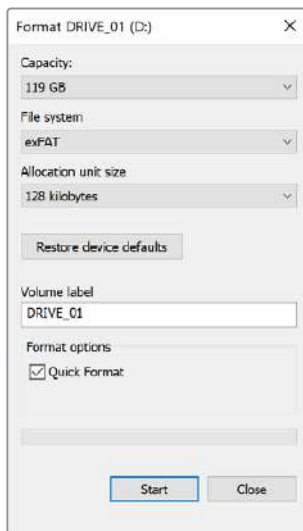 Format DRIVE_01 (D:)
Capacity:
119 GB
File system
exFAT
Allocation unit size
128 kilobytes
Restore device defaults
Volume label
DRIVE_01
Format options
Quick Format
Start Close